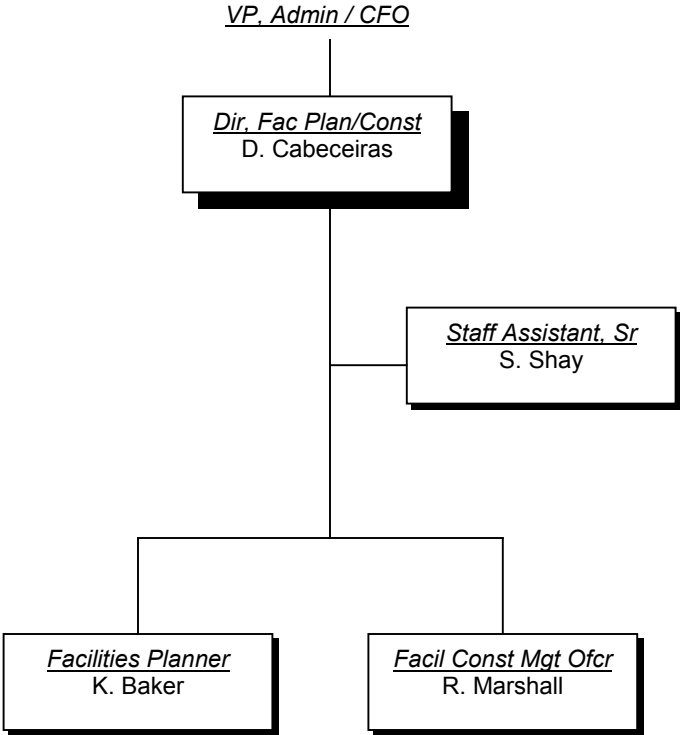 VP, Admin / CFO
Dir, Fac Plan/Const
D. Cabeceiras
Staff Assistant, Sr
S. Shay
Facilities Planner
K. Baker
Facil Const Mgt Ofcr
R. Marshall